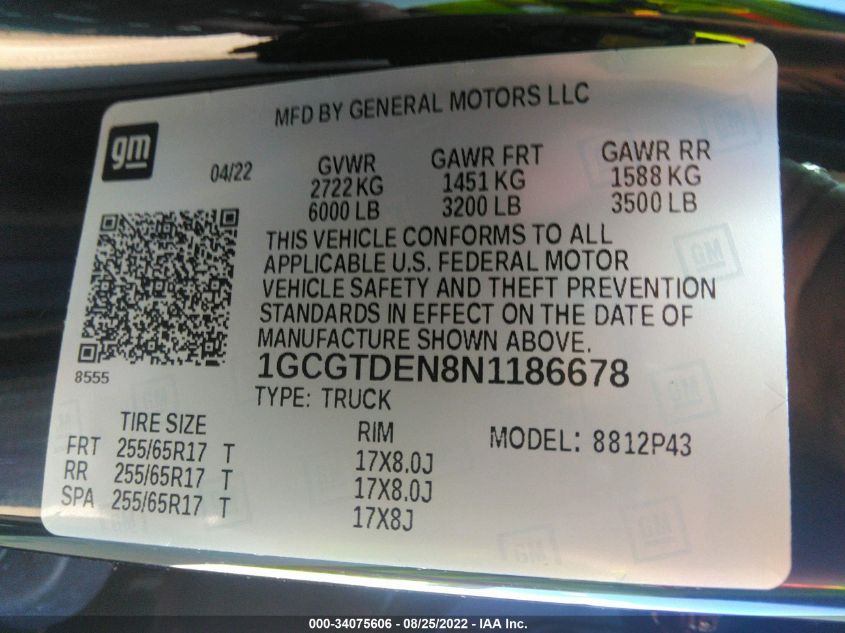 MFD BY GENERAL MOTORS LLC
gm
04/22
GVWR GAWR FRT GAWR RR
2722 KG 1451 KG 1588 KG
6000 LB 3200 LB 3500 LB
THIS VEHICLE CONFORMS TO ALL
APPLICABLE U.S. FEDERAL MOTOR
VEHICLE SAFETY AND THEFT PREVENTION
STANDARDS IN EFFECT ON THE DATE OF
MANUFACTURE SHOWN ABOVE.
8555
1GCGTDEN8N1186678
TYPE: TRUCK
TIRE SIZE RIM MODEL: 8812P43
FRT 255/65R17 T 17X8.0J
RR 255/65R17 T 17X8.0J
SPA 255/65R17 T 17X8J
GM
GM
GM
GM
000-34075606 - 08/25/2022 - IAA Inc.